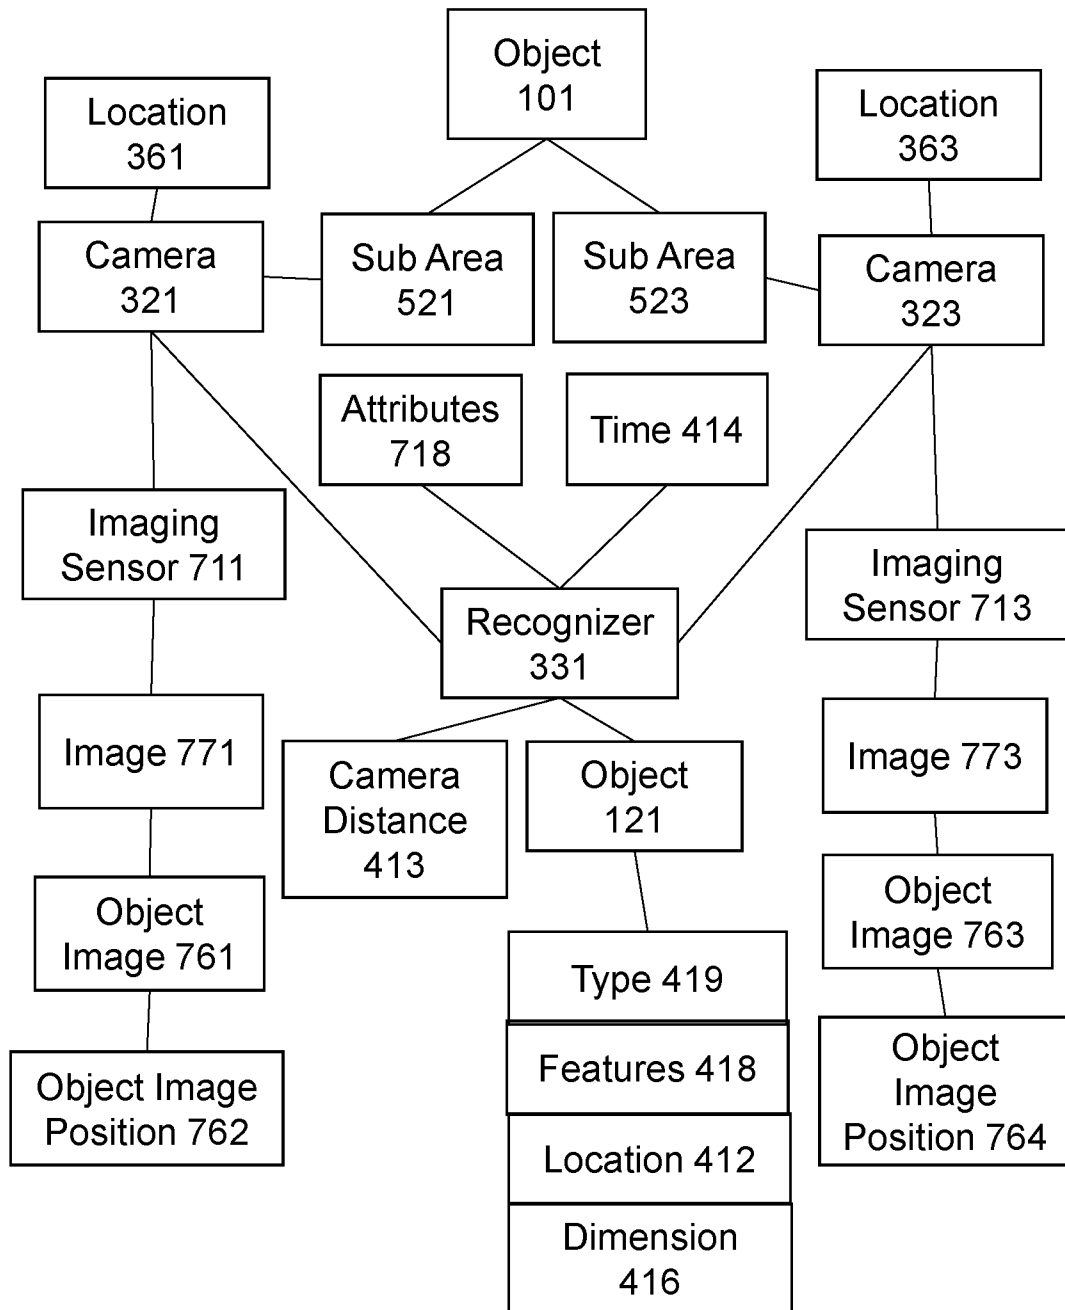 Object
101
Location
361
Location
363
Camera
321
Sub Area
521
Sub Area
523
Camera
323
Attributes
718
Time 414
Imaging
Sensor 711
Imaging
Sensor 713
Recognizer
331
Image 771
Image 773
Camera
Distance
413
Object
121
Object
Image 761
Object
Image 763
Type 419
Features 418
Location 412
Dimension
416
Object Image
Position 762
Object
Image
Position 764